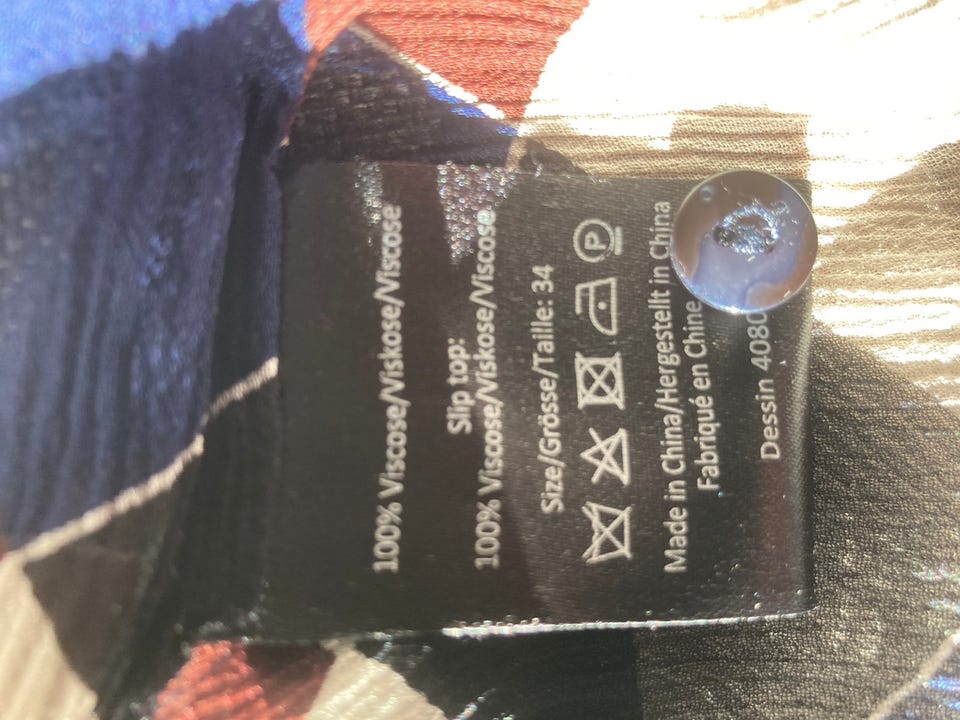 100% Viscose/Viskose/Viscose
Slip top:
100% Viscose/Viskose/Viscose
Size/Grösse/Taille: 34
P
Made in China/Hergestellt in China
Fabriqué en Chine
Dessin 4080